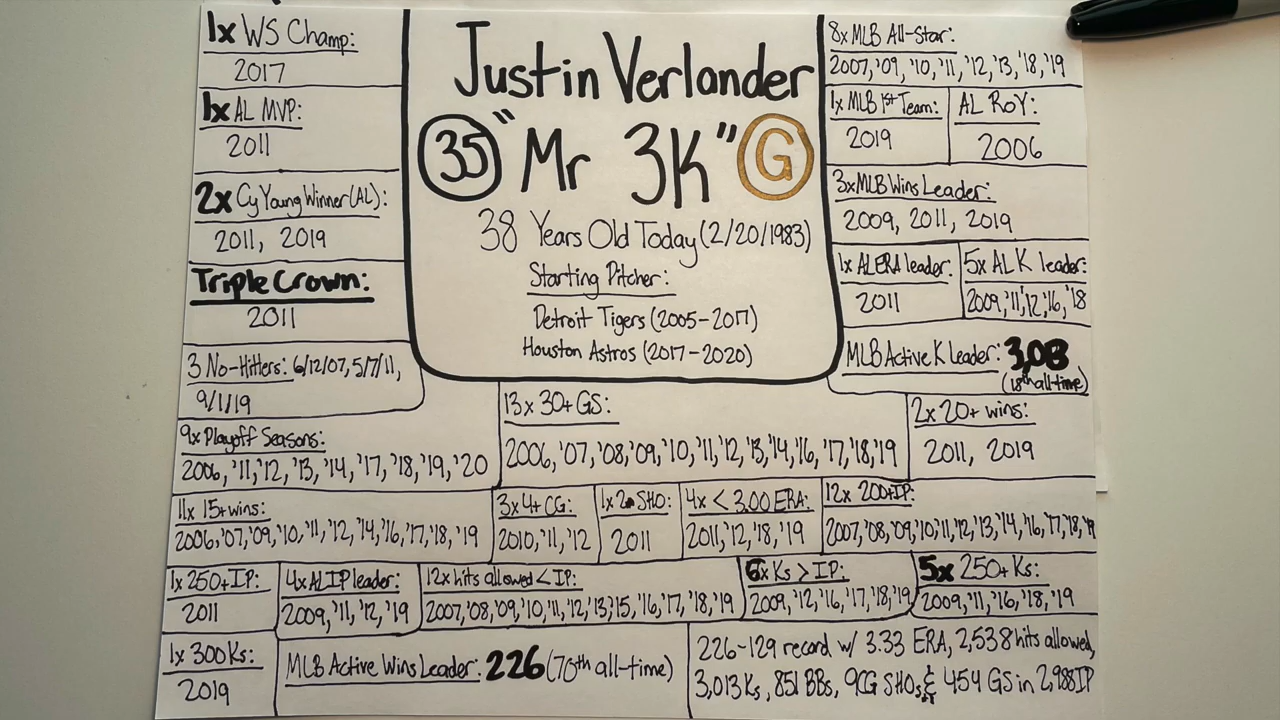 1x WS Champ:
2017
1x AL MVP:
2011
2x Cy Young Winner (AL):
2011, 2019
Triple Crown:
2011
3 No-Hitters: 6/12/07, 5/7/11,
9/1/19
Justin Verlander
35 "Mr 3K" G
38 Years Old Today (2/20/1983)
Starting Pitcher:
Detroit Tigers (2005-2017)
Houston Astros (2017-2020)
8x MLB All-Star:
2007, '09, '10, '11, '12, '13, '18, '19
1x MLB 1st Team:
2019
AL RoY:
2006
3x MLB Wins Leader:
2009, 2011, 2019
1x AL ERA leader:
2011
5x AL K leader:
2009, '11, '12, '16, '18
MLB Active K Leader: 3,013
(18th all-time)
9x Playoff Seasons:
2006, '11, '12, '13, '14, '17, '18, '19, '20
13x 30+ GS:
2006, '07, '08, '09, '10, '11, '12, '13, '14, '16, '17, '18, '19
2x 20+ wins:
2011, 2019
11x 15+ wins:
2006, '07, '09, '10, '11, '12, '14, '16, '17, '18, '19
3x 4+ CG:
2010, '11, '12
1x 2 SHO:
2011
4x < 3.00 ERA:
2011, '12, '18, '19
12x 200+ IP:
2007, '08, '09, '10, '11, '12, '13, '14, '16, '17, '18, '19
1x 250+ IP:
2011
4x AL IP leader:
2009, '11, '12, '19
12x hits allowed < IP:
2007, '08, '09, '10, '11, '12, '13, '15, '16, '17, '18, '19
6x Ks > IP:
2009, '12, '16, '17, '18, '19
5x 250+ Ks:
2009, '11, '16, '18, '19
1x 300 Ks:
2019
MLB Active Wins Leader: 226 (70th all-time)
226-129 record w/ 3.33 ERA, 2,538 hits allowed,
3,013 Ks, 851 BBs, 9 CG SHOs & 454 GS in 2,988 IP